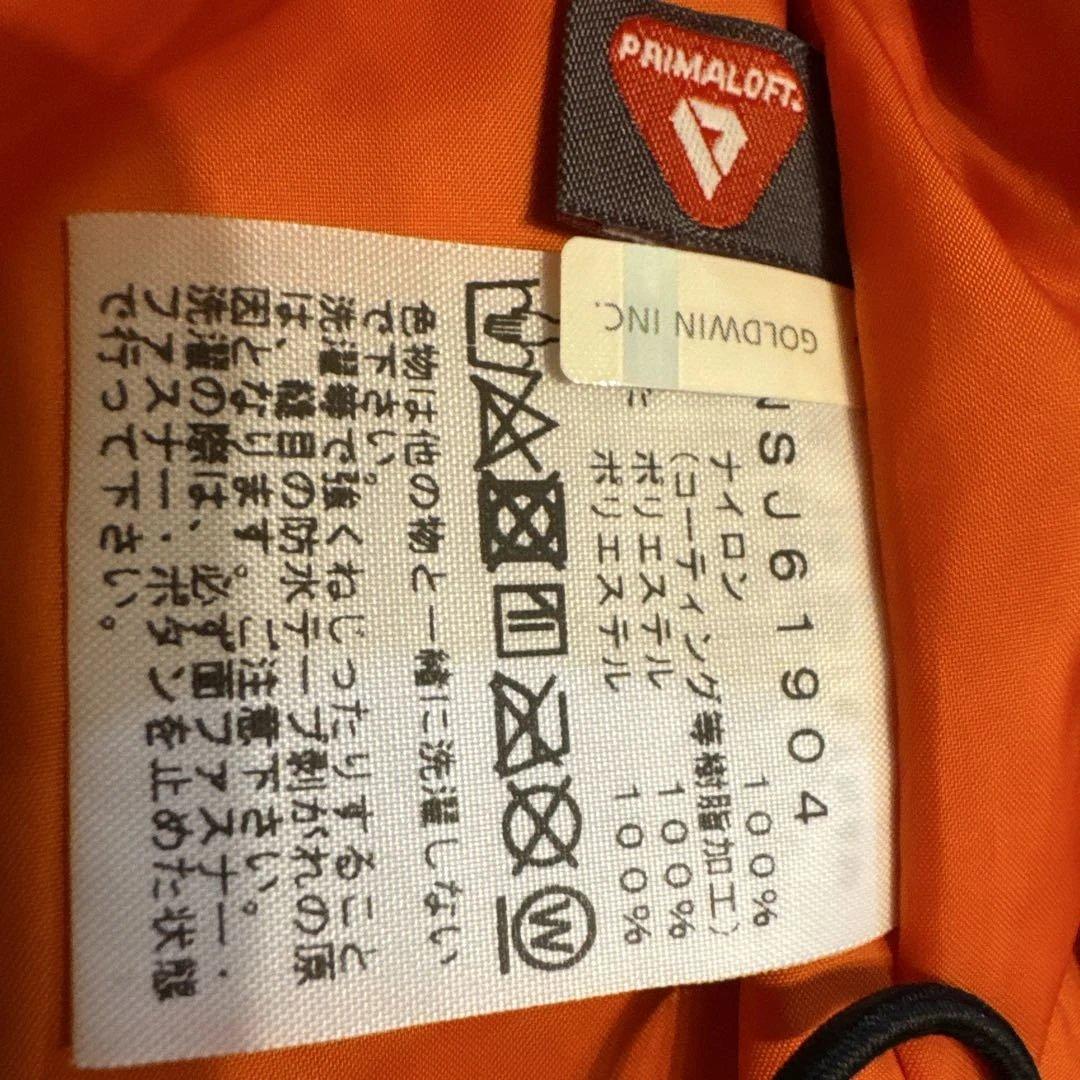 PRIMALOFT
GOLDWIN INC.
NSJ61904
ナイロン 100%
(コーティング等樹脂加工)
ポリエステル 100%
ポリエステル 100%
W
色物は他の物と一緒に洗濯しない
で下さい。
洗濯等で強くねじったりすること
は、縫目の防水テープ剥がれの原
因となります。ご注意下さい。
洗濯の際は、必ず面ファスナー・
ファスナー・ボタンを止めた状態
で行って下さい。